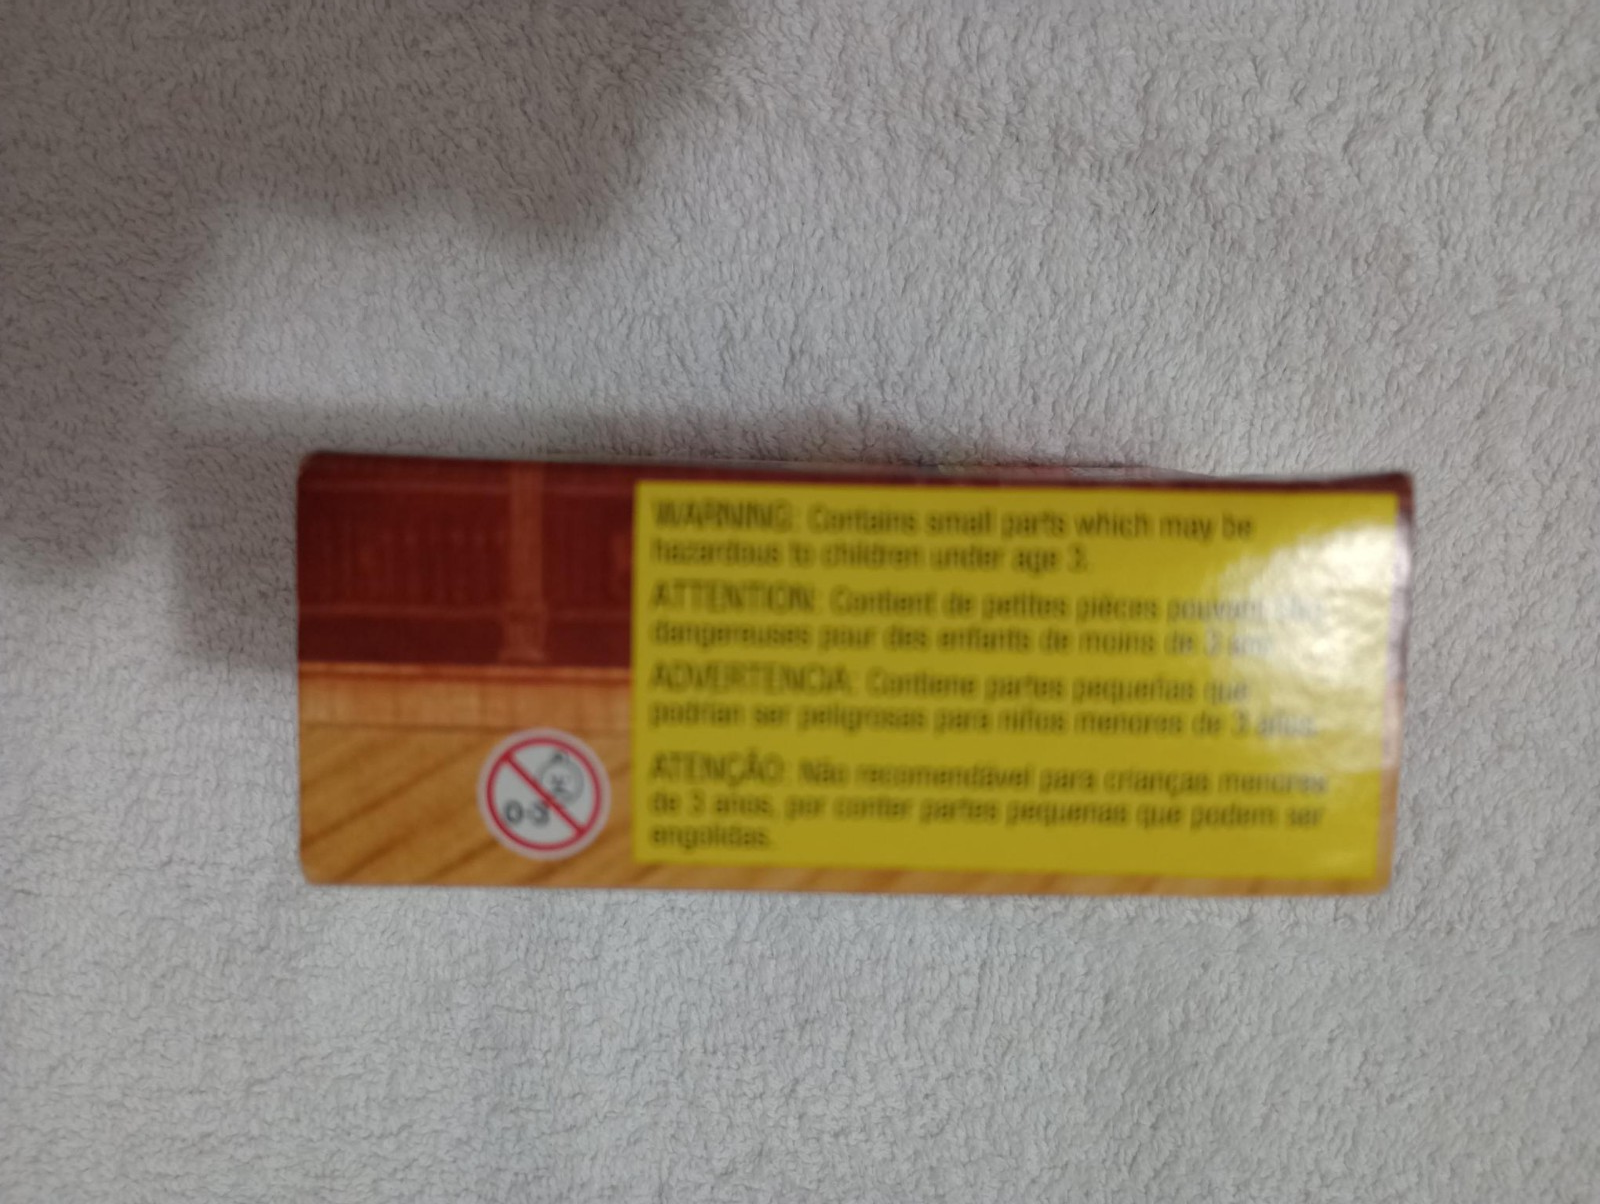 WARNING: Contains small parts which may be
hazardous to children under age 3.
ATTENTION: Contient de petites pièces pouvant être
dangereuses pour des enfants de moins de 3 ans.
ADVERTENCIA: Contiene partes pequeñas que
podrían ser peligrosas para niños menores de 3 años.
ATENÇÃO: Não recomendável para crianças menores
de 3 anos, por conter partes pequenas que podem ser
engolidas.
0-3